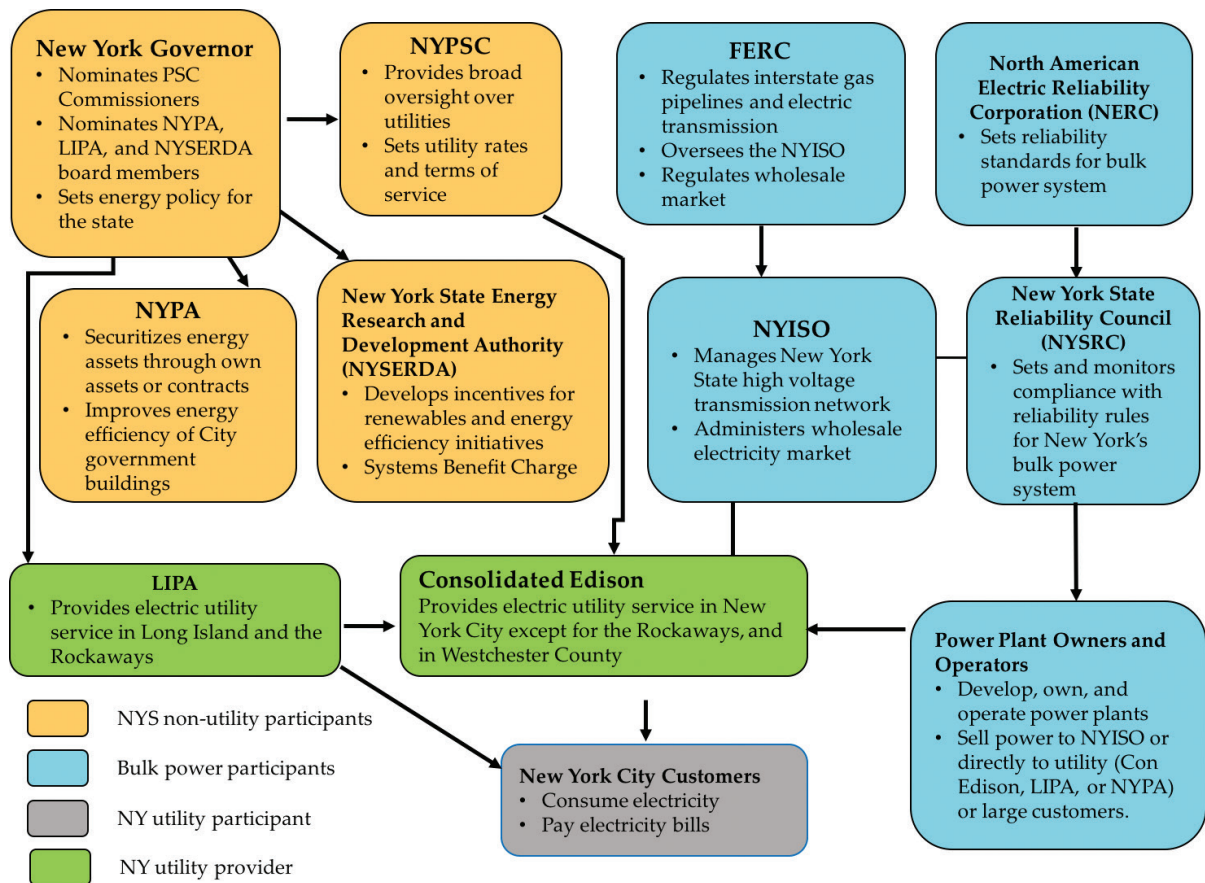 New York Governor
• Nominates PSC
Commissioners
• Nominates NYPA,
LIPA, and NYSERDA
board members
• Sets energy policy for
the state
NYPSC
• Provides broad
oversight over
utilities
• Sets utility rates
and terms of
service
FERC
• Regulates interstate gas
pipelines and electric
transmission
• Oversees the NYISO
• Regulates wholesale
market
North American
Electric Reliability
Corporation (NERC)
• Sets reliability
standards for bulk
power system
NYPA
• Securitizes energy
assets through own
assets or contracts
• Improves energy
efficiency of City
government
buildings
New York State Energy
Research and
Development Authority
(NYSERDA)
• Develops incentives for
renewables and energy
efficiency initiatives
• Systems Benefit Charge
NYISO
• Manages New York
State high voltage
transmission network
• Administers wholesale
electricity market
New York State
Reliability Council
(NYSRC)
• Sets and monitors
compliance with
reliability rules
for New York's
bulk power
system
LIPA
• Provides electric utility
service in Long Island and the
Rockaways
Consolidated Edison
Provides electric utility service in New
York City except for the Rockaways, and
in Westchester County
Power Plant Owners and
Operators
• Develop, own, and
operate power plants
• Sell power to NYISO or
directly to utility (Con
Edison, LIPA, or NYPA)
or large customers.
New York City Customers
• Consume electricity
• Pay electricity bills
NYS non-utility participants
Bulk power participants
NY utility participant
NY utility provider